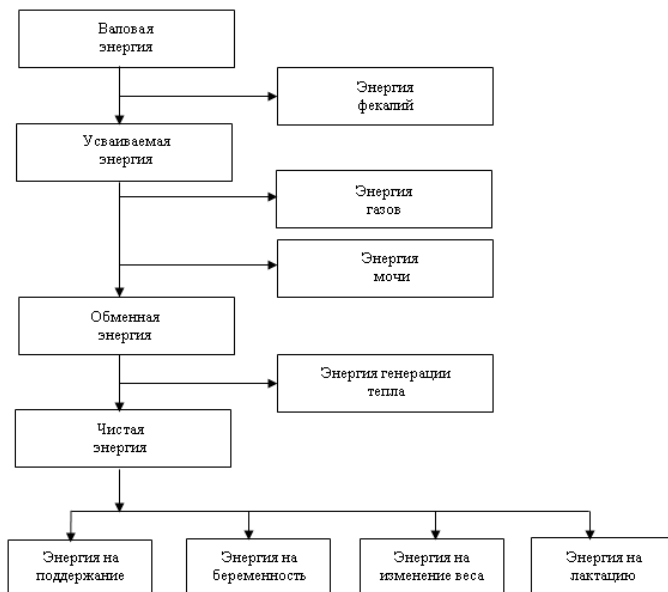 Валовая
энергия
Энергия
фекалий
Усваиваемая
энергия
Энергия
газов
Энергия
мочи
Обменная
энергия
Энергия генерации
тепла
Чистая
энергия
Энергия на
поддержание
Энергия на
беременность
Энергия на
изменение веса
Энергия на
лактацию